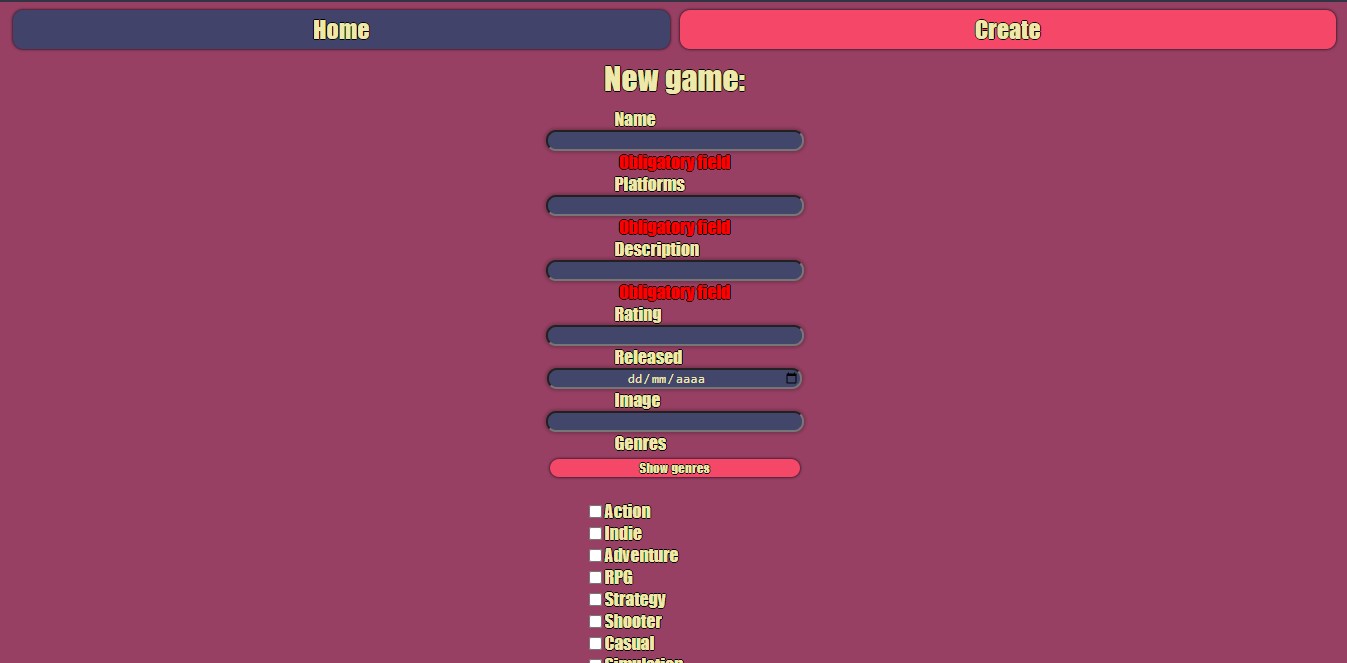 Home Create
New game:
Name
Obligatory field
Platforms
Obligatory field
Description
Obligatory field
Rating
Released
dd/mm/aaaa
Image
Genres
Show genres
Action
Indie
Adventure
RPG
Strategy
Shooter
Casual
Simulation